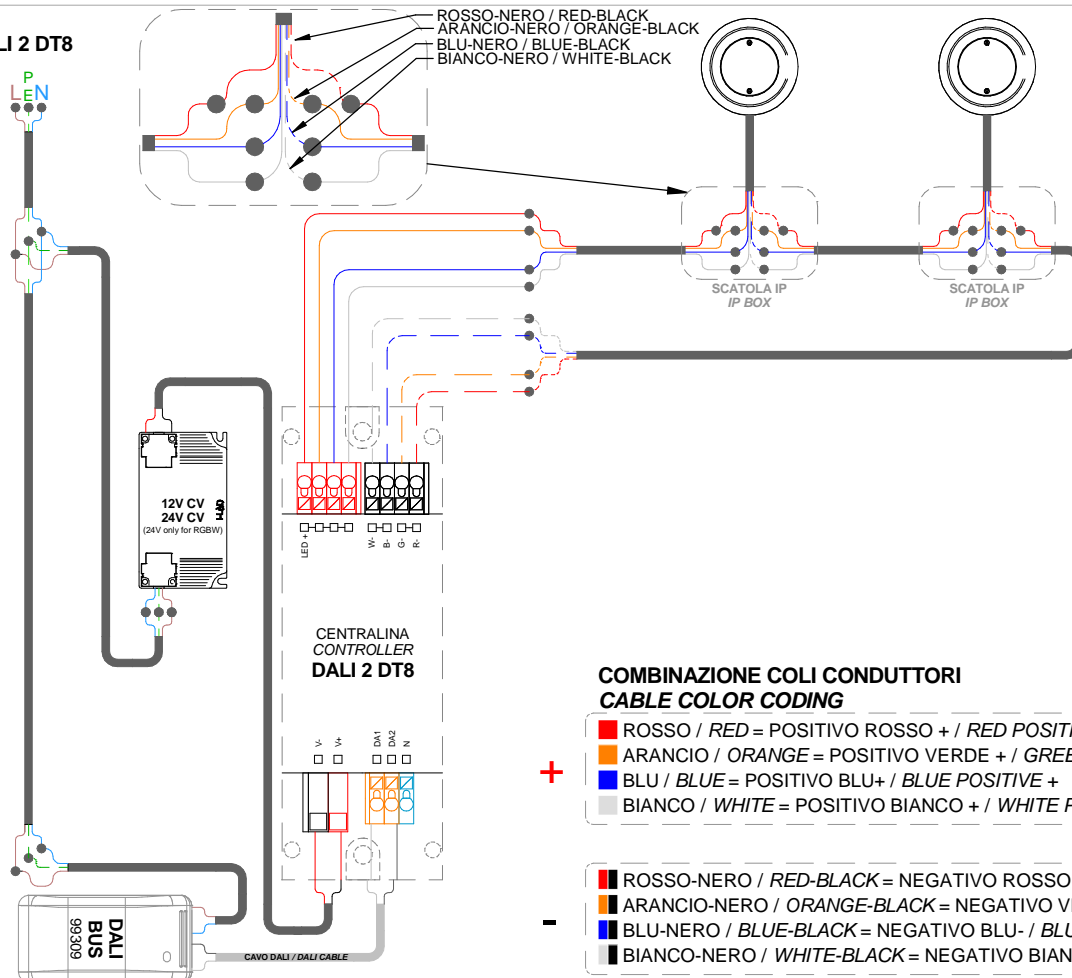 LI 2 DT8
ROSSO-NERO / RED-BLACK
ARANCIO-NERO / ORANGE-BLACK
BLU-NERO / BLUE-BLACK
BIANCO-NERO / WHITE-BLACK
L PE N
SCATOLA IP
IP BOX
SCATOLA IP
IP BOX
12V CV
24V CV
(24V only for RGBW)
LED +
W-
B-
G-
R-
CENTRALINA
CONTROLLER
DALI 2 DT8
V-
V+
DA1
DA2
N
COMBINAZIONE COLI CONDUTTORI
CABLE COLOR CODING
+
ROSSO / RED = POSITIVO ROSSO + / RED POSITI
ARANCIO / ORANGE = POSITIVO VERDE + / GREE
BLU / BLUE = POSITIVO BLU+ / BLUE POSITIVE +
BIANCO / WHITE = POSITIVO BIANCO + / WHITE P
-
ROSSO-NERO / RED-BLACK = NEGATIVO ROSSO
ARANCIO-NERO / ORANGE-BLACK = NEGATIVO VE
BLU-NERO / BLUE-BLACK = NEGATIVO BLU- / BLU
BIANCO-NERO / WHITE-BLACK = NEGATIVO BIAN
DALI
BUS
99309
CAVO DALI / DALI CABLE